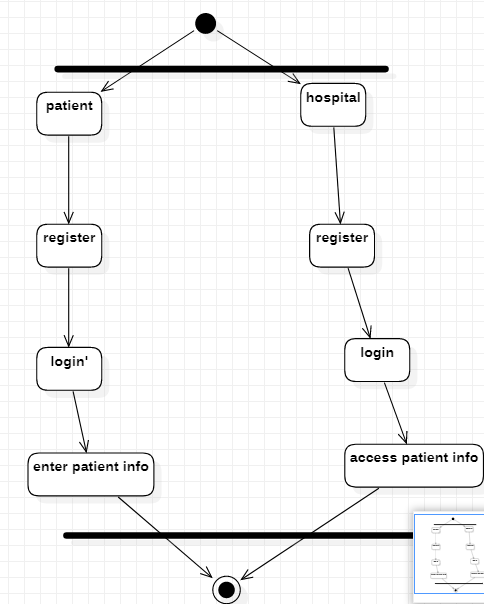 patient
hospital
register
register
login'
login
enter patient info
access patient info